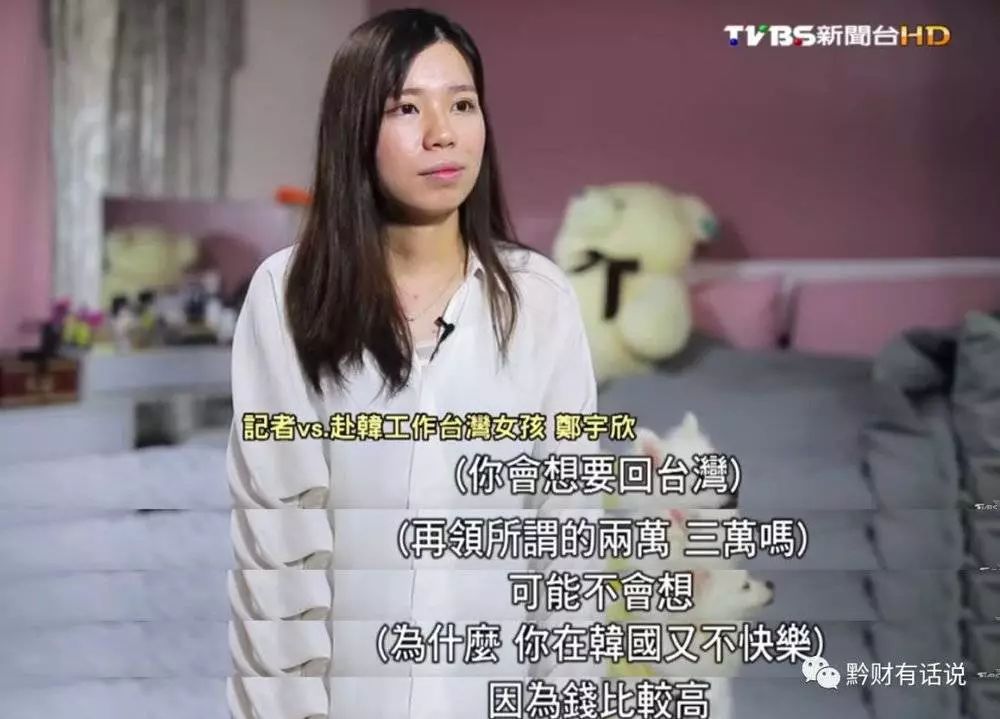 TVBS新聞台HD
記者vs.赴韓工作台灣女孩 鄭宇欣
(你會想要回台灣)
(再領所謂的兩萬 三萬嗎)
可能不會想
(為什麼 你在韓國又不快樂)
黔财有话说
因為錢比較高